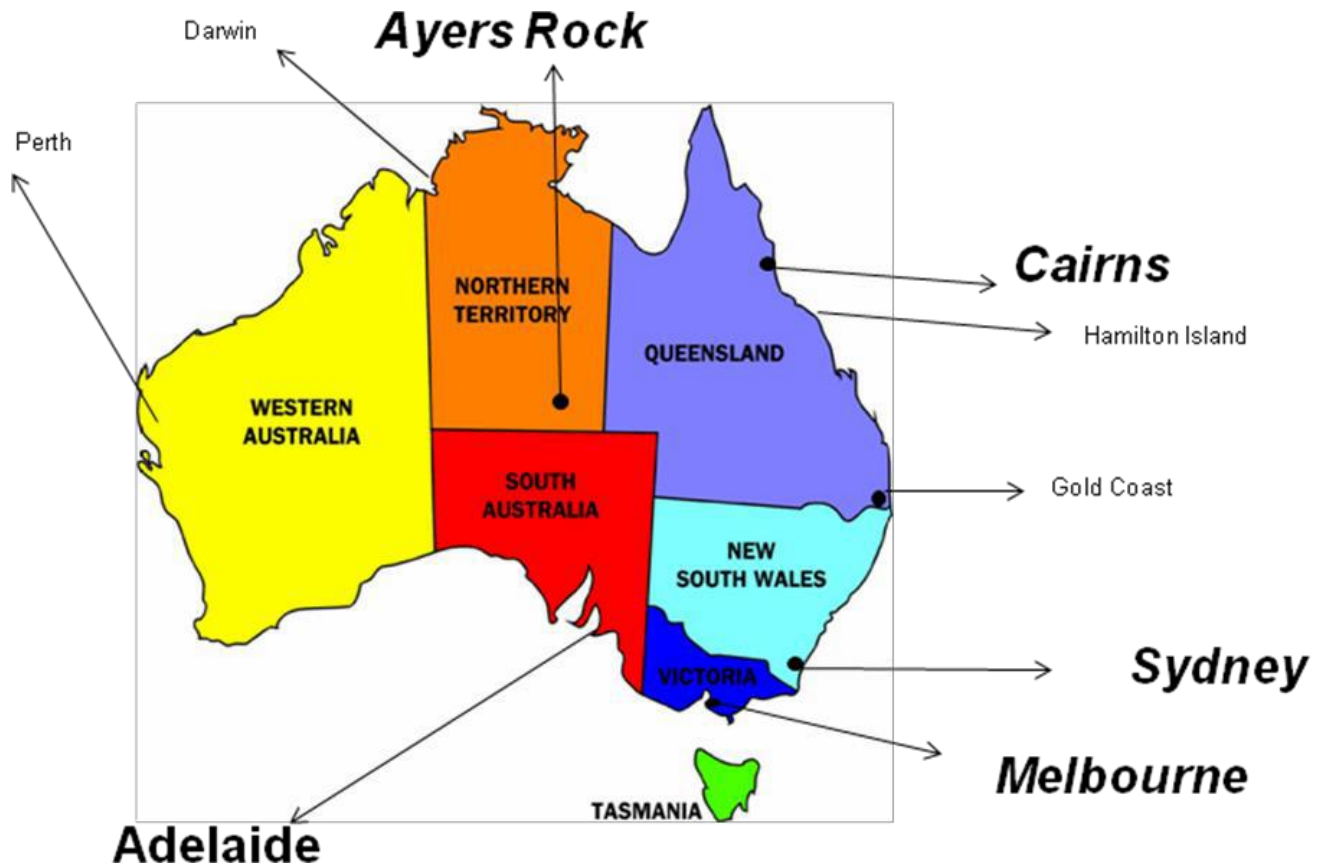 Darwin
Ayers Rock
Perth
Cairns
NORTHERN
TERRITORY
Hamilton Island
QUEENSLAND
WESTERN
AUSTRALIA
SOUTH
AUSTRALIA
Gold Coast
NEW
SOUTH WALES
Sydney
VICTORIA
Melbourne
TASMANIA
Adelaide